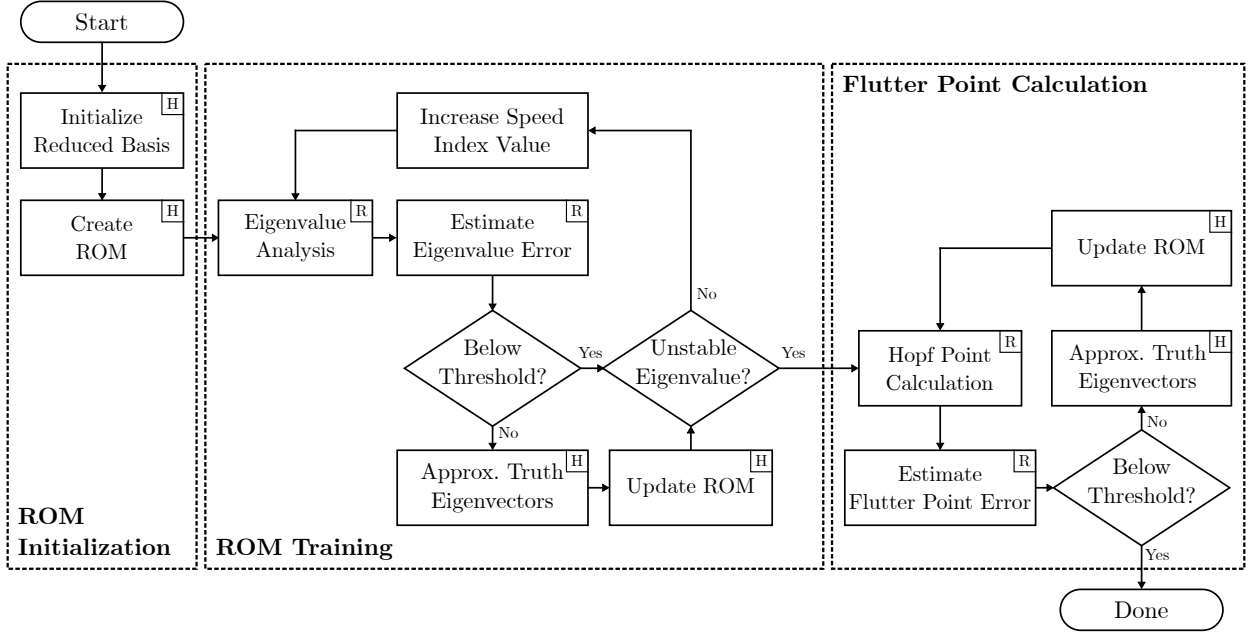 Start
H
Initialize
Reduced Basis
H
Create
ROM
ROM
Initialization
Increase Speed
Index Value
R
Eigenvalue
Analysis
R
Estimate
Eigenvalue Error
Below
Threshold?
Yes
No
Unstable
Eigenvalue?
No
Yes
H
Approx. Truth
Eigenvectors
H
Update ROM
ROM Training
Flutter Point Calculation
H
Update ROM
R
Hopf Point
Calculation
H
Approx. Truth
Eigenvectors
No
R
Estimate
Flutter Point Error
Below
Threshold?
Yes
Done